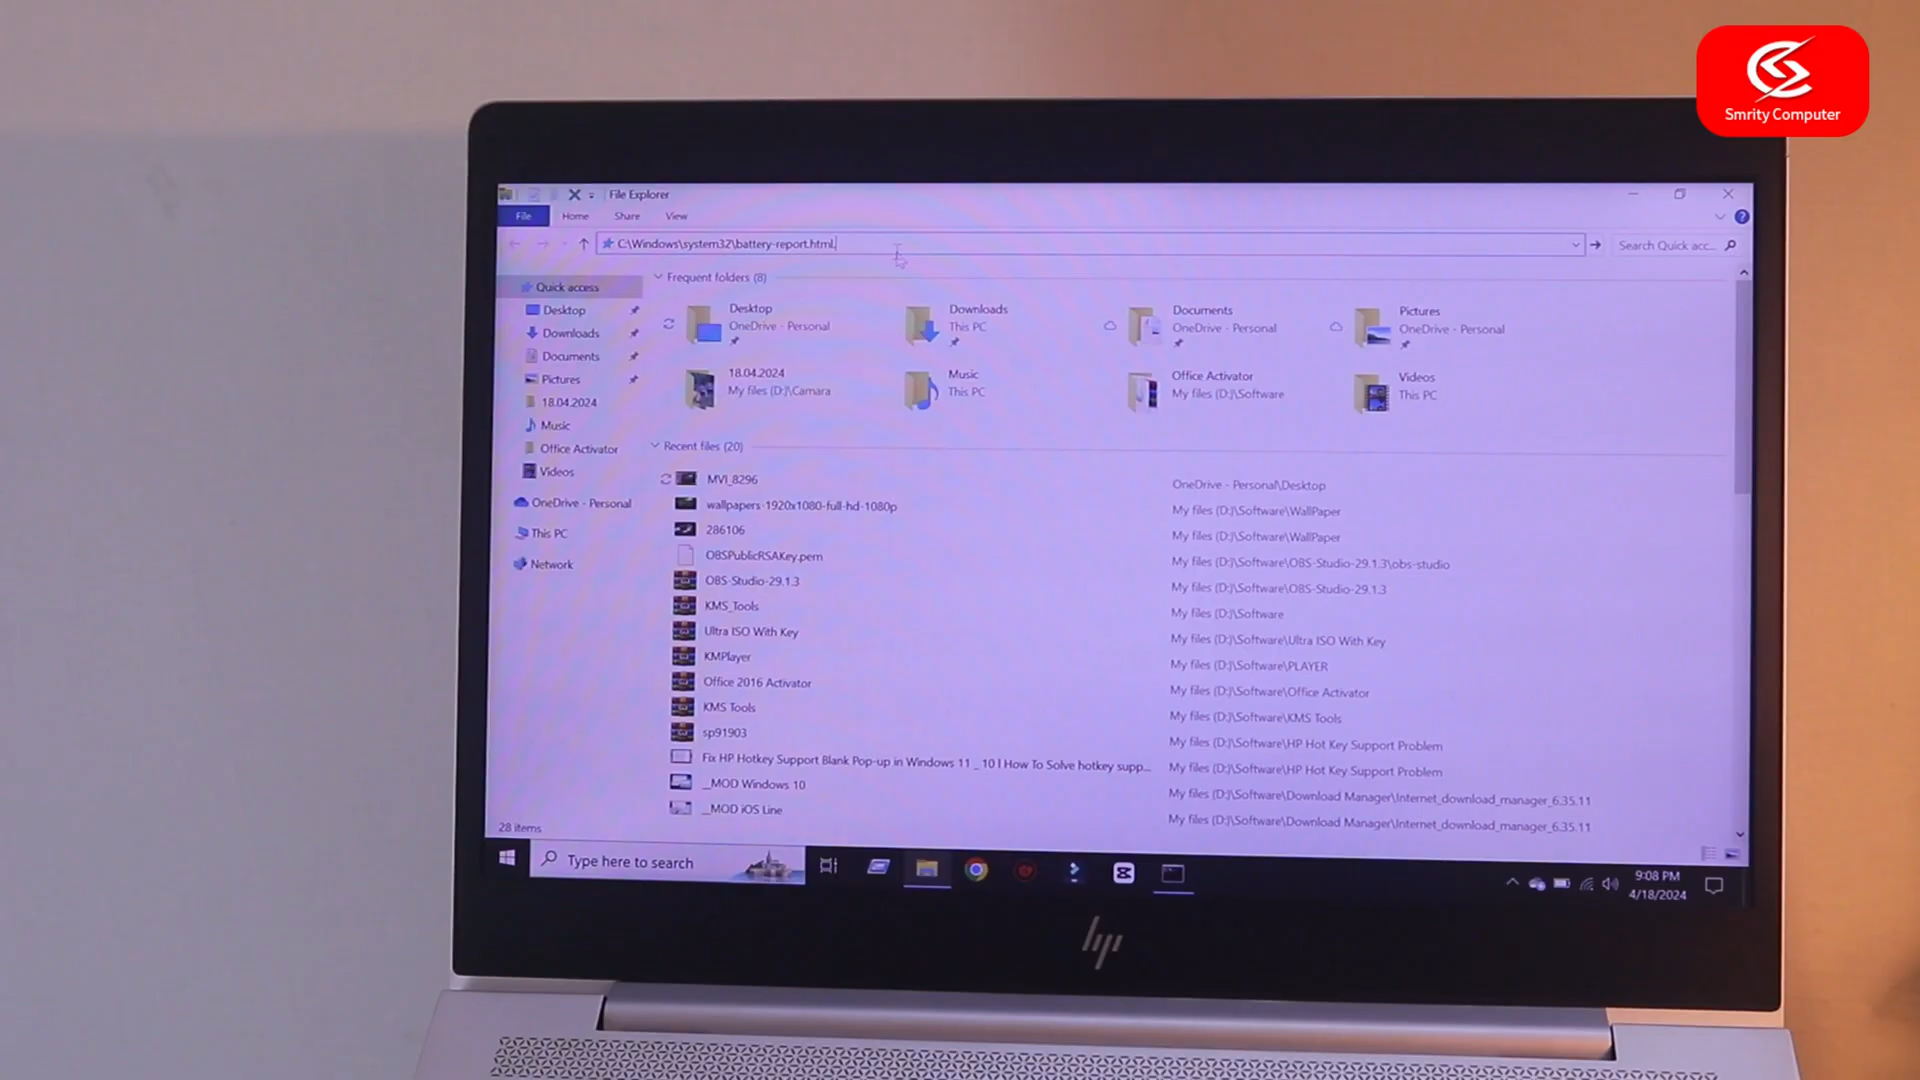 Smrity Computer
File Explorer
File Home Share View
C:\Windows\system32\battery-report.html.
Search Quick acc...
Quick access
Desktop
Downloads
Documents
Pictures
18.04.2024
Music
Office Activator
Videos
OneDrive - Personal
This PC
Network
Frequent folders (8)
Desktop
OneDrive - Personal
Downloads
This PC
Documents
OneDrive - Personal
Pictures
OneDrive - Personal
18.04.2024
My files (D:)\Camara
Music
This PC
Office Activator
My files (D:)\Software
Videos
This PC
Recent files (20)
MVI_8296
OneDrive - Personal\Desktop
wallpapers-1920x1080-full-hd-1080p
My files (D:)\Software\WallPaper
286106
My files (D:)\Software\WallPaper
OBSPublicRSAKey.pem
My files (D:)\Software\OBS-Studio-29.1.3\obs-studio
OBS-Studio-29.1.3
My files (D:)\Software\OBS-Studio-29.1.3
KMS_Tools
My files (D:)\Software
Ultra ISO With Key
My files (D:)\Software\Ultra ISO With Key
KMPlayer
My files (D:)\Software\PLAYER
Office 2016 Activator
My files (D:)\Software\Office Activator
KMS Tools
My files (D:)\Software\KMS Tools
sp91903
My files (D:)\Software\HP Hot Key Support Problem
Fix HP Hotkey Support Blank Pop-up in Windows 11 _ 10 l How To Solve hotkey supp...
My files (D:)\Software\HP Hot Key Support Problem
__MOD Windows 10
My files (D:)\Software\Download Manager\Internet_download_manager_6.35.11
__MOD iOS Line
My files (D:)\Software\Download Manager\Internet_download_manager_6.35.11
28 items
Type here to search
9:08 PM
4/18/2024
hp